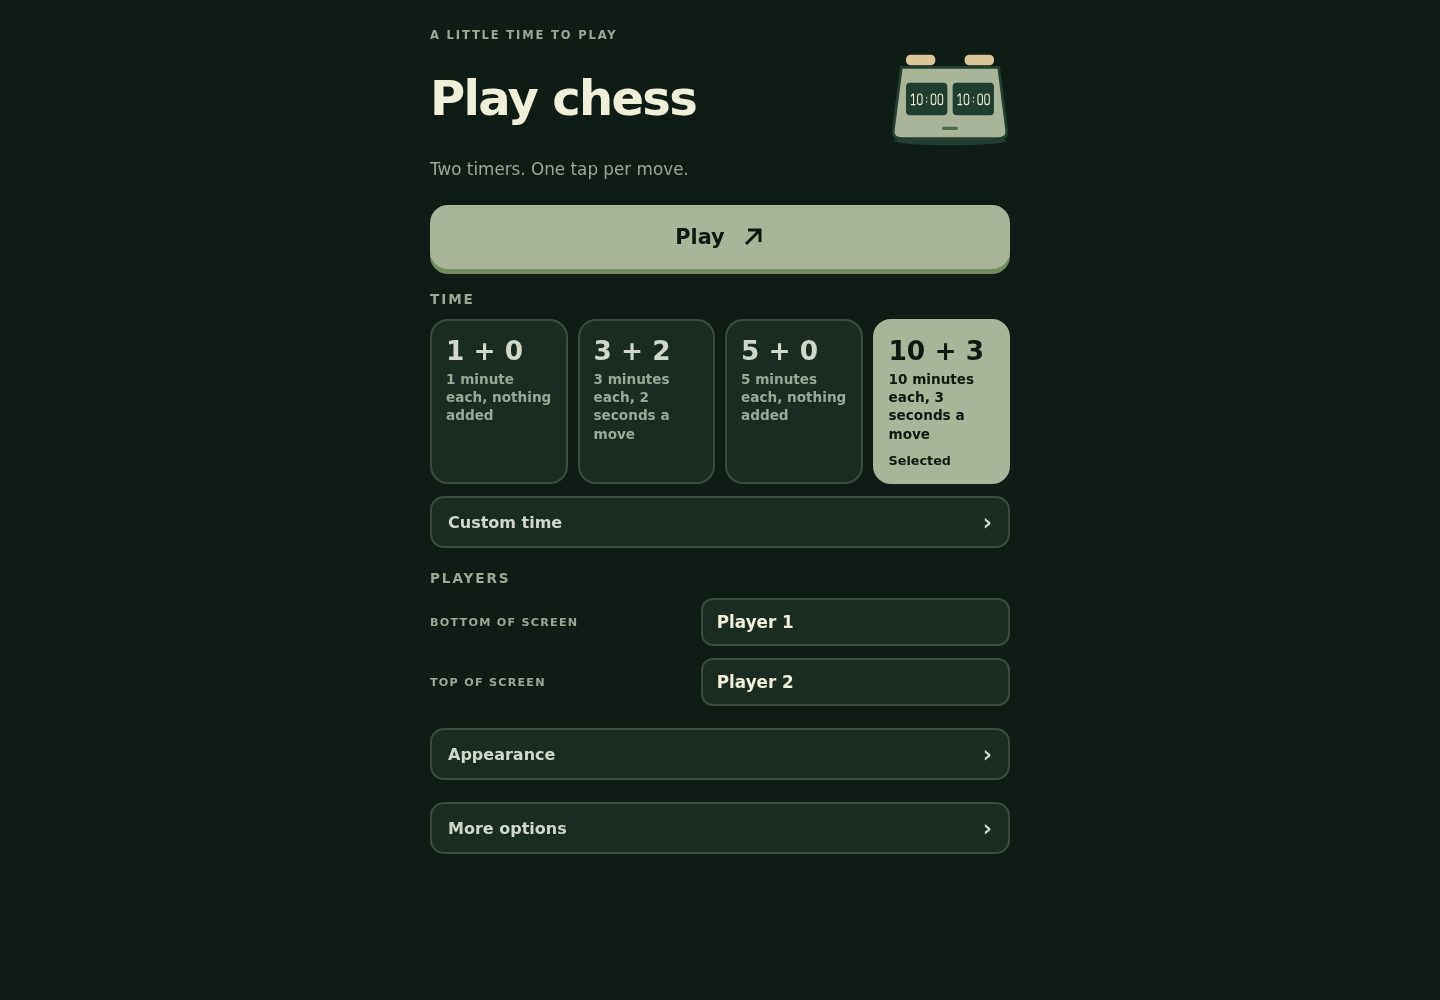 A LITTLE TIME TO PLAY
Play chess
10:00 10:00
Two timers. One tap per move.
Play
TIME
1 + 0
1 minute
each, nothing
added
3 + 2
3 minutes
each, 2
seconds a
move
5 + 0
5 minutes
each, nothing
added
10 + 3
10 minutes
each, 3
seconds a
move
Selected
Custom time
PLAYERS
BOTTOM OF SCREEN
Player 1
TOP OF SCREEN
Player 2
Appearance
More options